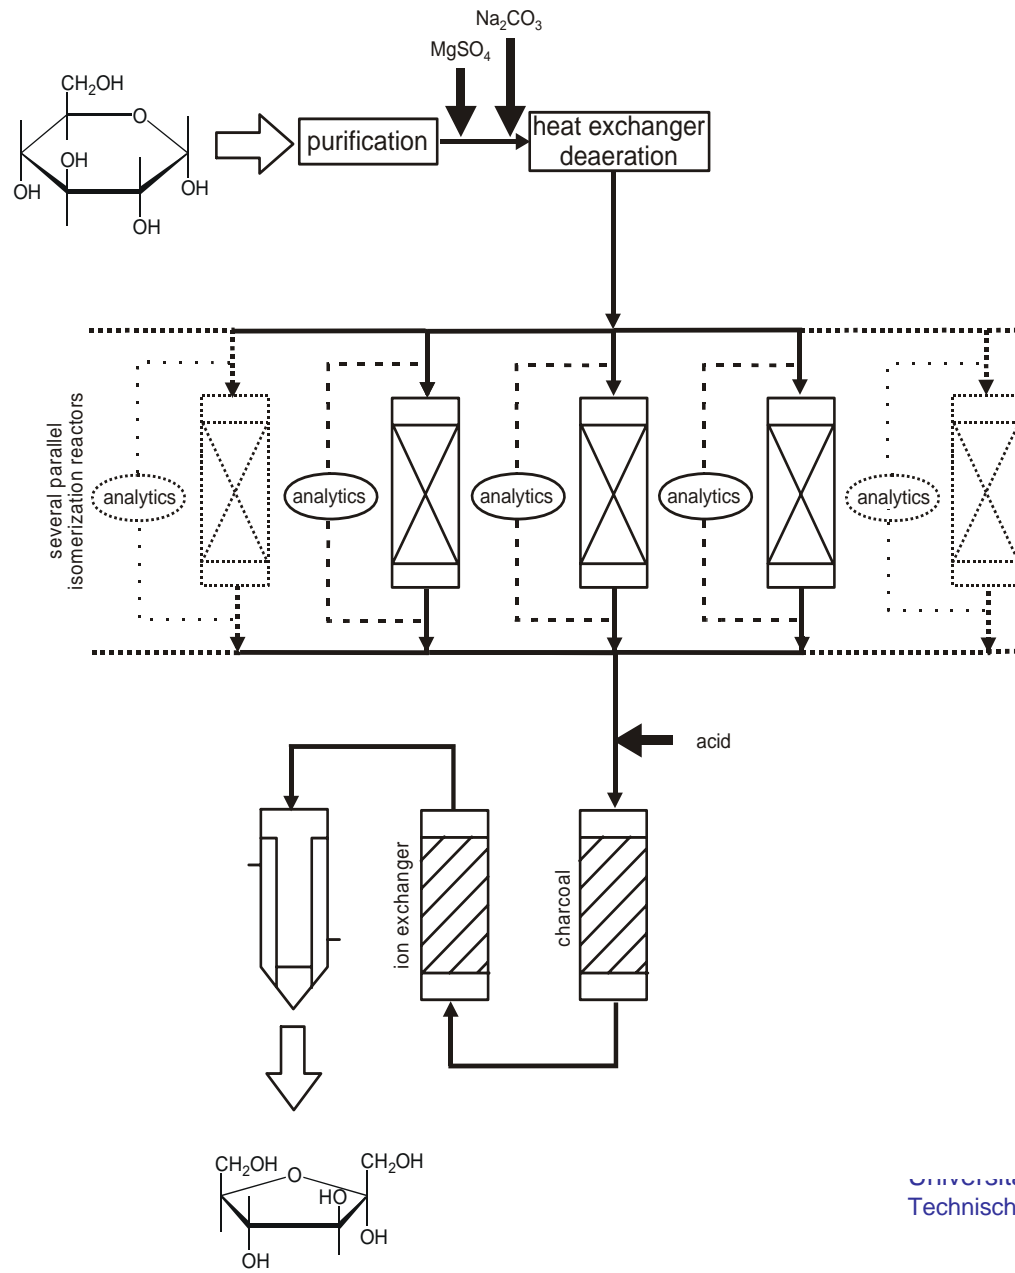 Na₂CO₃
MgSO₄
CH₂OH
O
purification
heat exchanger
deaeration
OH
OH
OH
OH
several parallel
isomerization reactors
analytics
analytics
analytics
analytics
analytics
acid
ion exchanger
charcoal
CH₂OH
O
CH₂OH
HO
OH
OH
Technisch